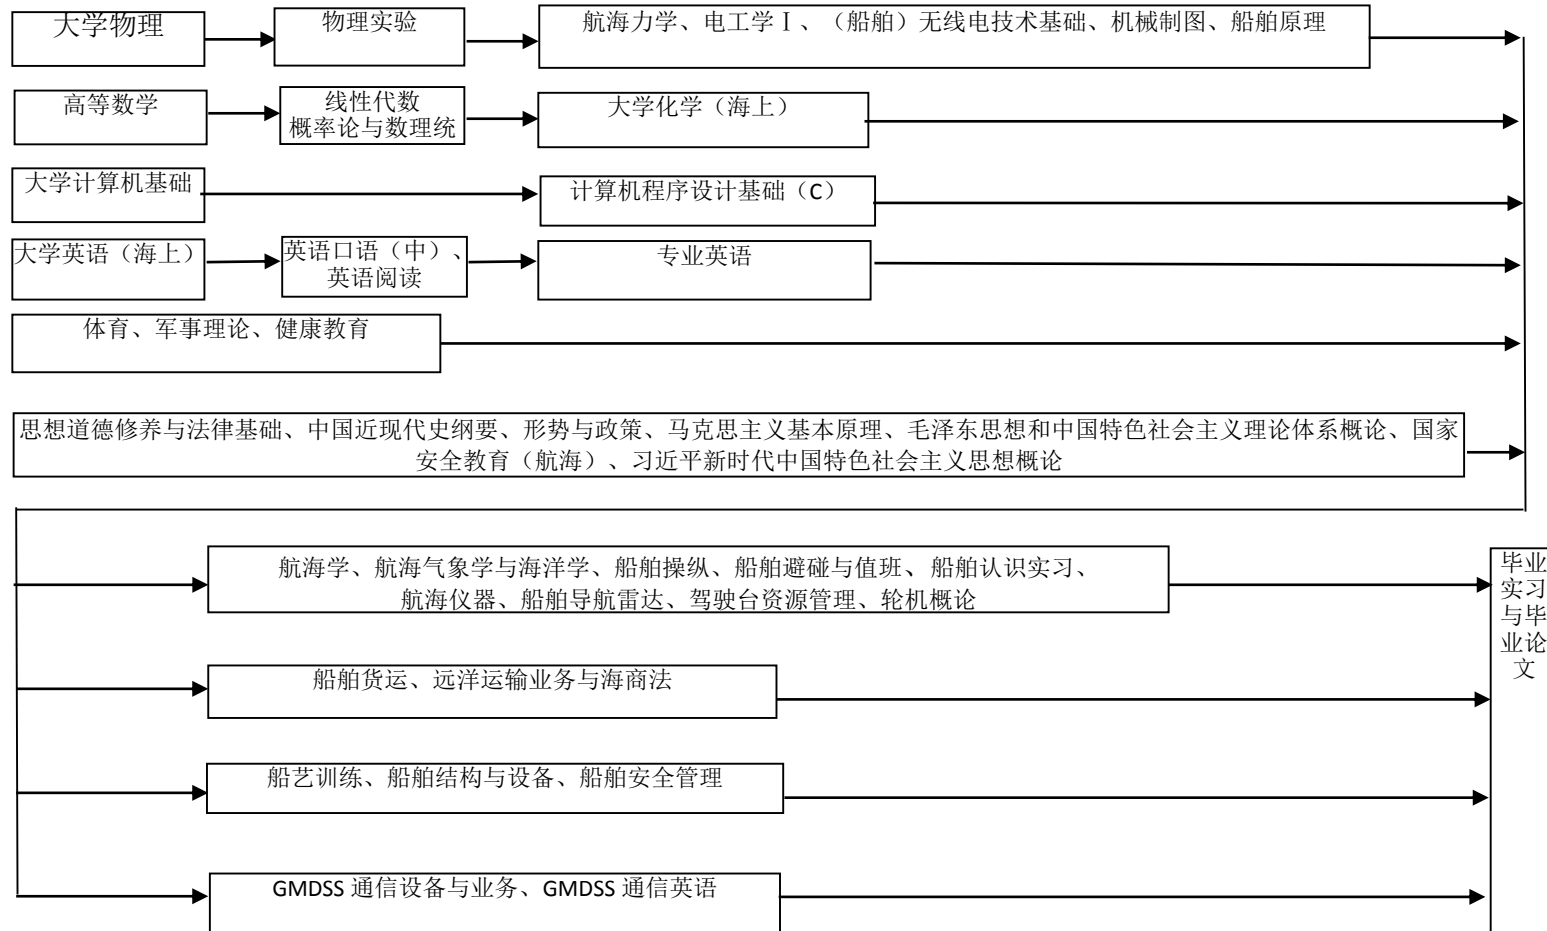 大学物理
物理实验
航海力学、电工学Ⅰ、（船舶）无线电技术基础、机械制图、船舶原理
高等数学
线性代数
概率论与数理统
大学化学（海上）
大学计算机基础
计算机程序设计基础（C）
大学英语（海上）
英语口语（中）、
英语阅读
专业英语
体育、军事理论、健康教育
思想道德修养与法律基础、中国近现代史纲要、形势与政策、马克思主义基本原理、毛泽东思想和中国特色社会主义理论体系概论、国家
安全教育（航海）、习近平新时代中国特色社会主义思想概论
航海学、航海气象学与海洋学、船舶操纵、船舶避碰与值班、船舶认识实习、
航海仪器、船舶导航雷达、驾驶台资源管理、轮机概论
毕业
实习
与毕
业论
文
船舶货运、远洋运输业务与海商法
船艺训练、船舶结构与设备、船舶安全管理
GMDSS 通信设备与业务、GMDSS 通信英语